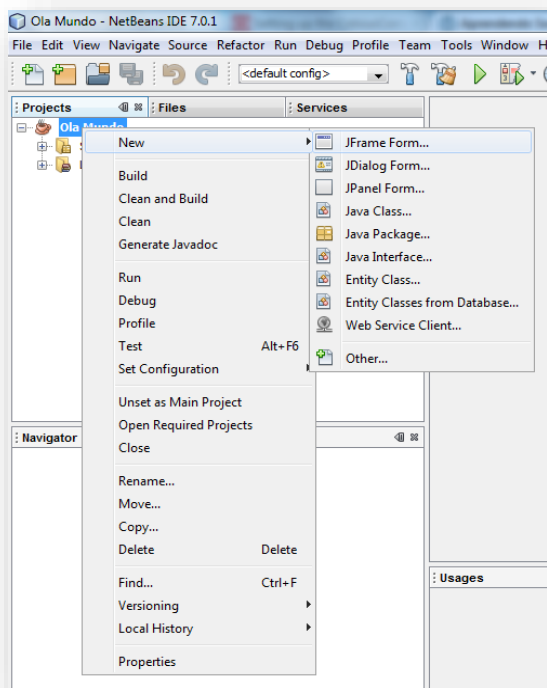 Ola Mundo - NetBeans IDE 7.0.1
File Edit View Navigate Source Refactor Run Debug Profile Team Tools Window H
<default config>
Projects Files Services
Ola Mundo
New
Build
Clean and Build
Clean
Generate Javadoc
Run
Debug
Profile
Test Alt+F6
Set Configuration
Unset as Main Project
Open Required Projects
Close
Rename...
Move...
Copy...
Delete Delete
Find... Ctrl+F
Versioning
Local History
Properties
JFrame Form...
JDialog Form...
JPanel Form...
Java Class...
Java Package...
Java Interface...
Entity Class...
Entity Classes from Database...
Web Service Client...
Other...
Navigator
Usages